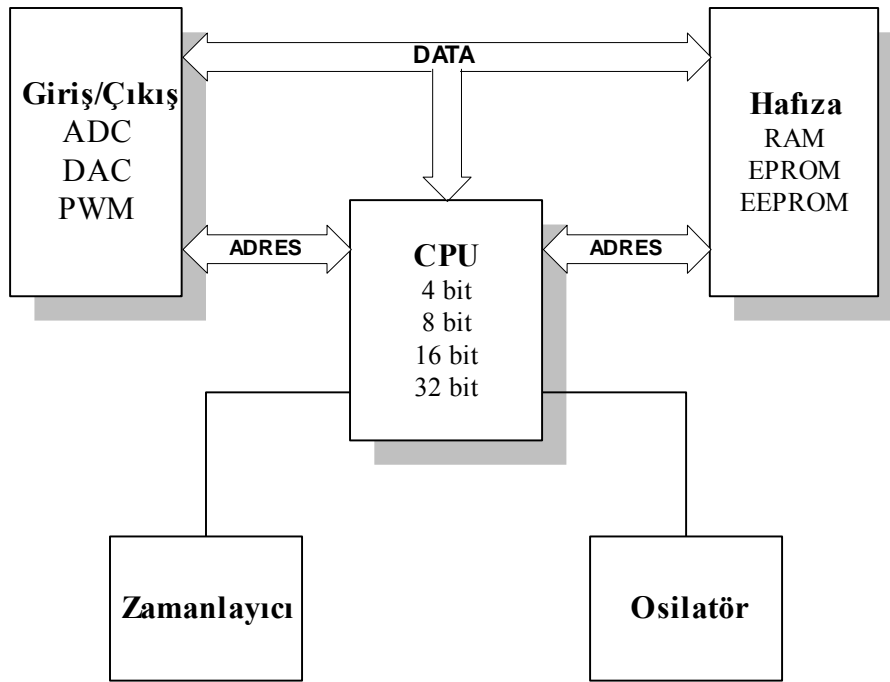 DATA
Giriş/Çıkış
ADC
DAC
PWM
Hafıza
RAM
EPROM
EEPROM
ADRES
CPU
4 bit
8 bit
16 bit
32 bit
ADRES
Zamanlayıcı
Osilatör